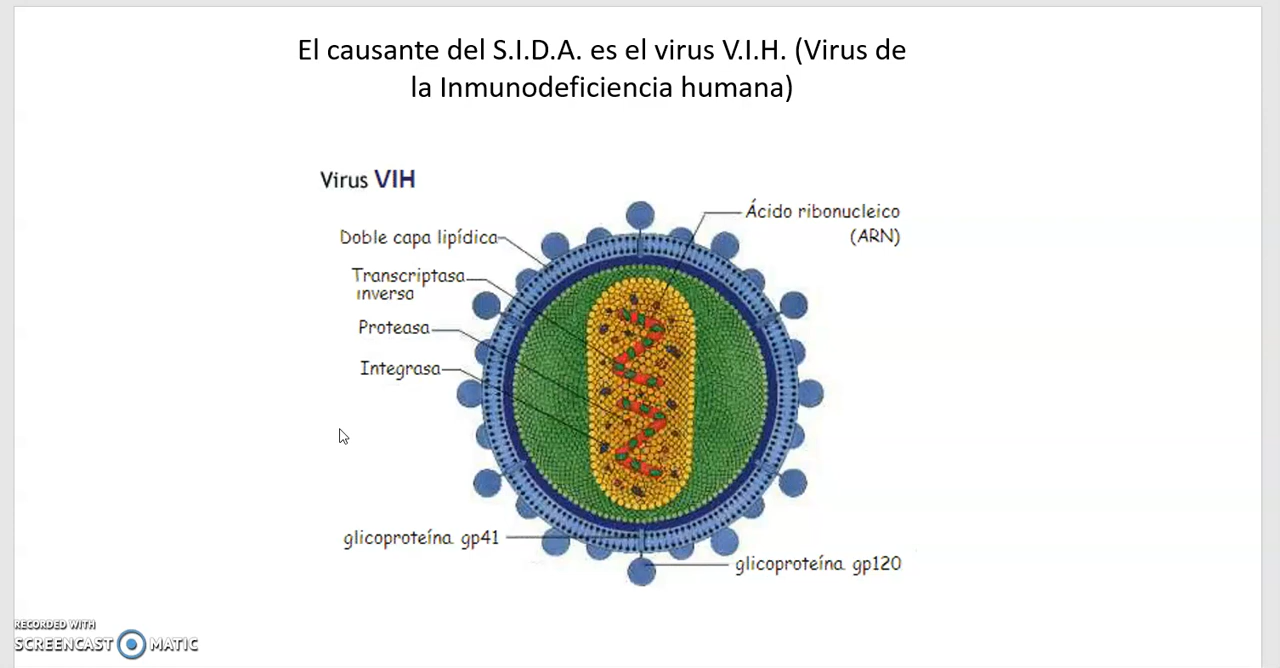 El causante del S.I.D.A. es el virus V.I.H. (Virus de
la Inmunodeficiencia humana)
Virus VIH
Ácido ribonucleico
(ARN)
Doble capa lipídica
Transcriptasa
inversa
Proteasa
Integrasa
glicoproteína gp41
glicoproteína gp120
RECORDED WITH
SCREENCAST MATIC